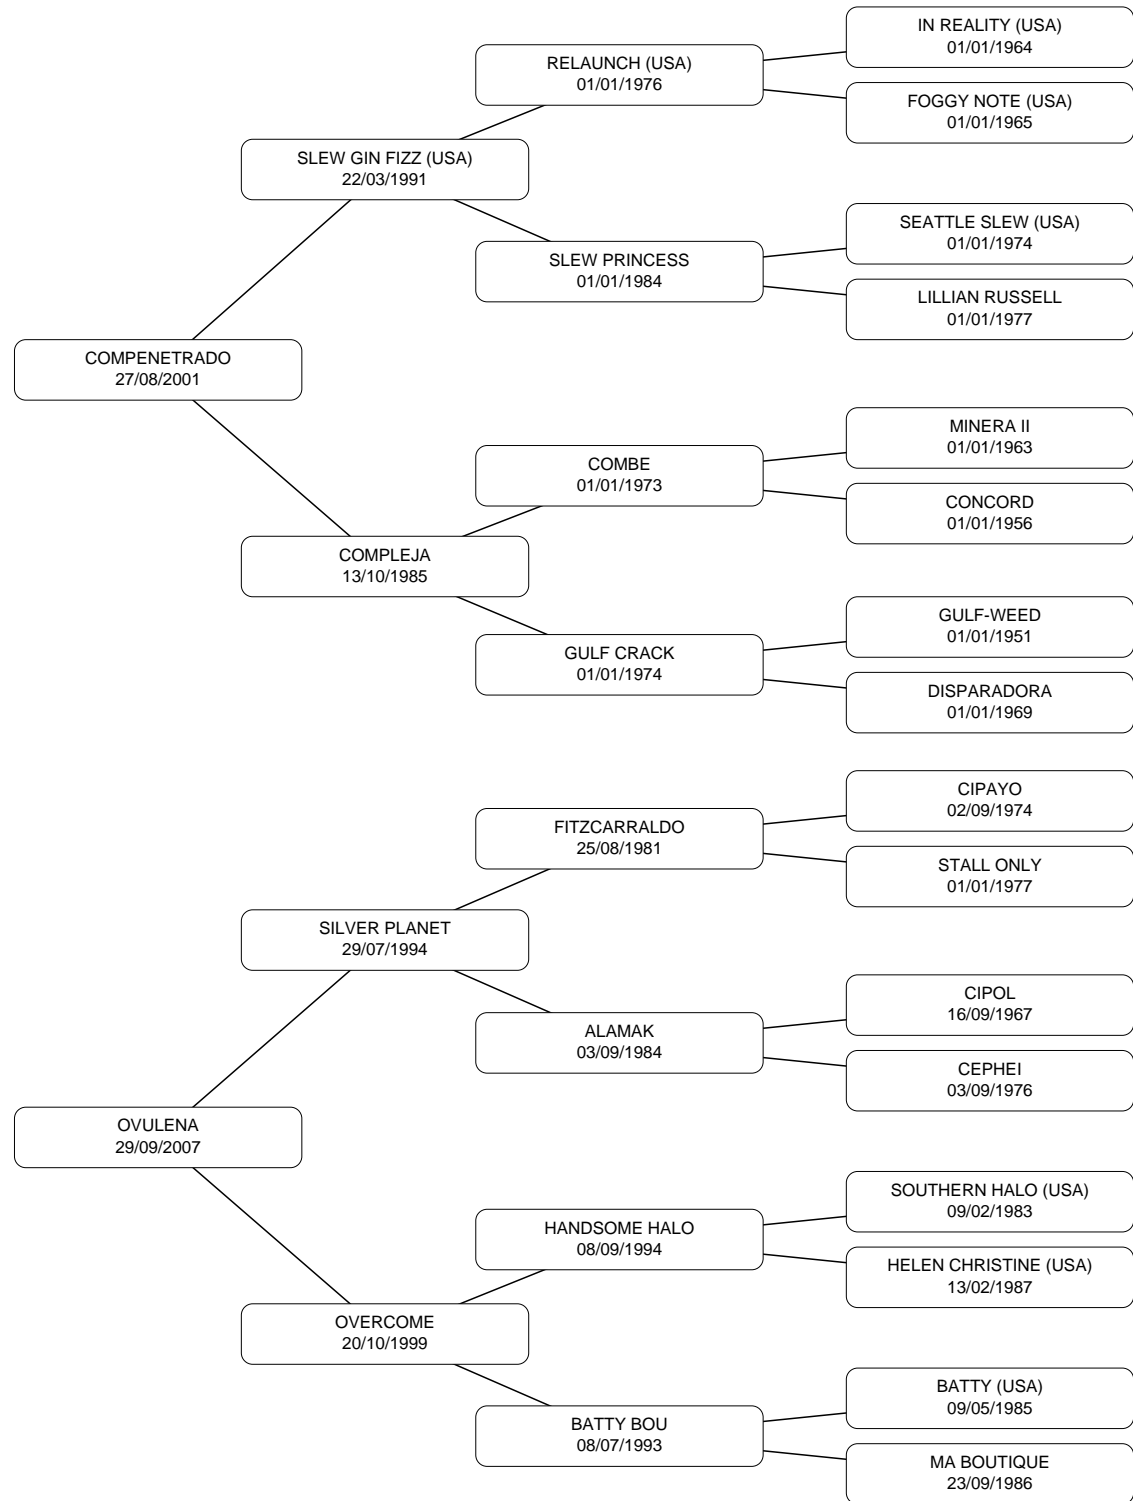 IN REALITY (USA)
01/01/1964
RELAUNCH (USA)
01/01/1976
FOGGY NOTE (USA)
01/01/1965
SLEW GIN FIZZ (USA)
22/03/1991
SEATTLE SLEW (USA)
01/01/1974
SLEW PRINCESS
01/01/1984
LILLIAN RUSSELL
01/01/1977
COMPENETRADO
27/08/2001
MINERA II
01/01/1963
COMBE
01/01/1973
CONCORD
01/01/1956
COMPLEJA
13/10/1985
GULF-WEED
01/01/1951
GULF CRACK
01/01/1974
DISPARADORA
01/01/1969
CIPAYO
02/09/1974
FITZCARRALDO
25/08/1981
STALL ONLY
01/01/1977
SILVER PLANET
29/07/1994
CIPOL
16/09/1967
ALAMAK
03/09/1984
CEPHEI
03/09/1976
OVULENA
29/09/2007
SOUTHERN HALO (USA)
09/02/1983
HANDSOME HALO
08/09/1994
HELEN CHRISTINE (USA)
13/02/1987
OVERCOME
20/10/1999
BATTY (USA)
09/05/1985
BATTY BOU
08/07/1993
MA BOUTIQUE
23/09/1986